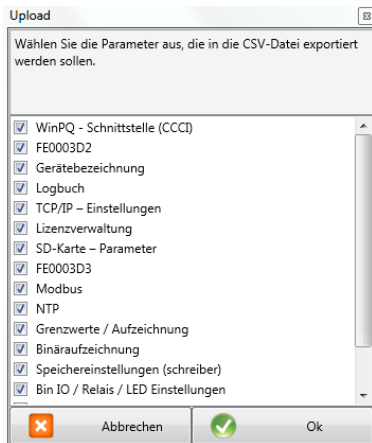 Upload
Wählen Sie die Parameter aus, die in die CSV-Datei exportiert
werden sollen.
WinPQ - Schnittstelle (CCCI)
FE0003D2
Gerätebezeichnung
Logbuch
TCP/IP – Einstellungen
Lizenzverwaltung
SD-Karte – Parameter
FE0003D3
Modbus
NTP
Grenzwerte / Aufzeichnung
Binäraufzeichnung
Speichereinstellungen (schreiber)
Bin IO / Relais / LED Einstellungen
Abbrechen Ok